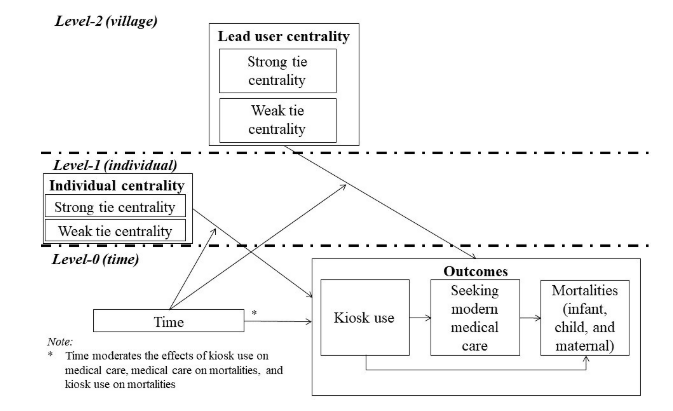 Level-2 (village)
Lead user centrality
Strong tie
centrality
Weak tie
centrality
Level-1 (individual)
Individual centrality
Strong tie centrality
Weak tie centrality
Level-0 (time)
Time
*
Outcomes
Kiosk use
Seeking
modern
medical
care
Mortalities
(infant,
child, and
maternal)
Note:
* Time moderates the effects of kiosk use on
medical care, medical care on mortalities, and
kiosk use on mortalities